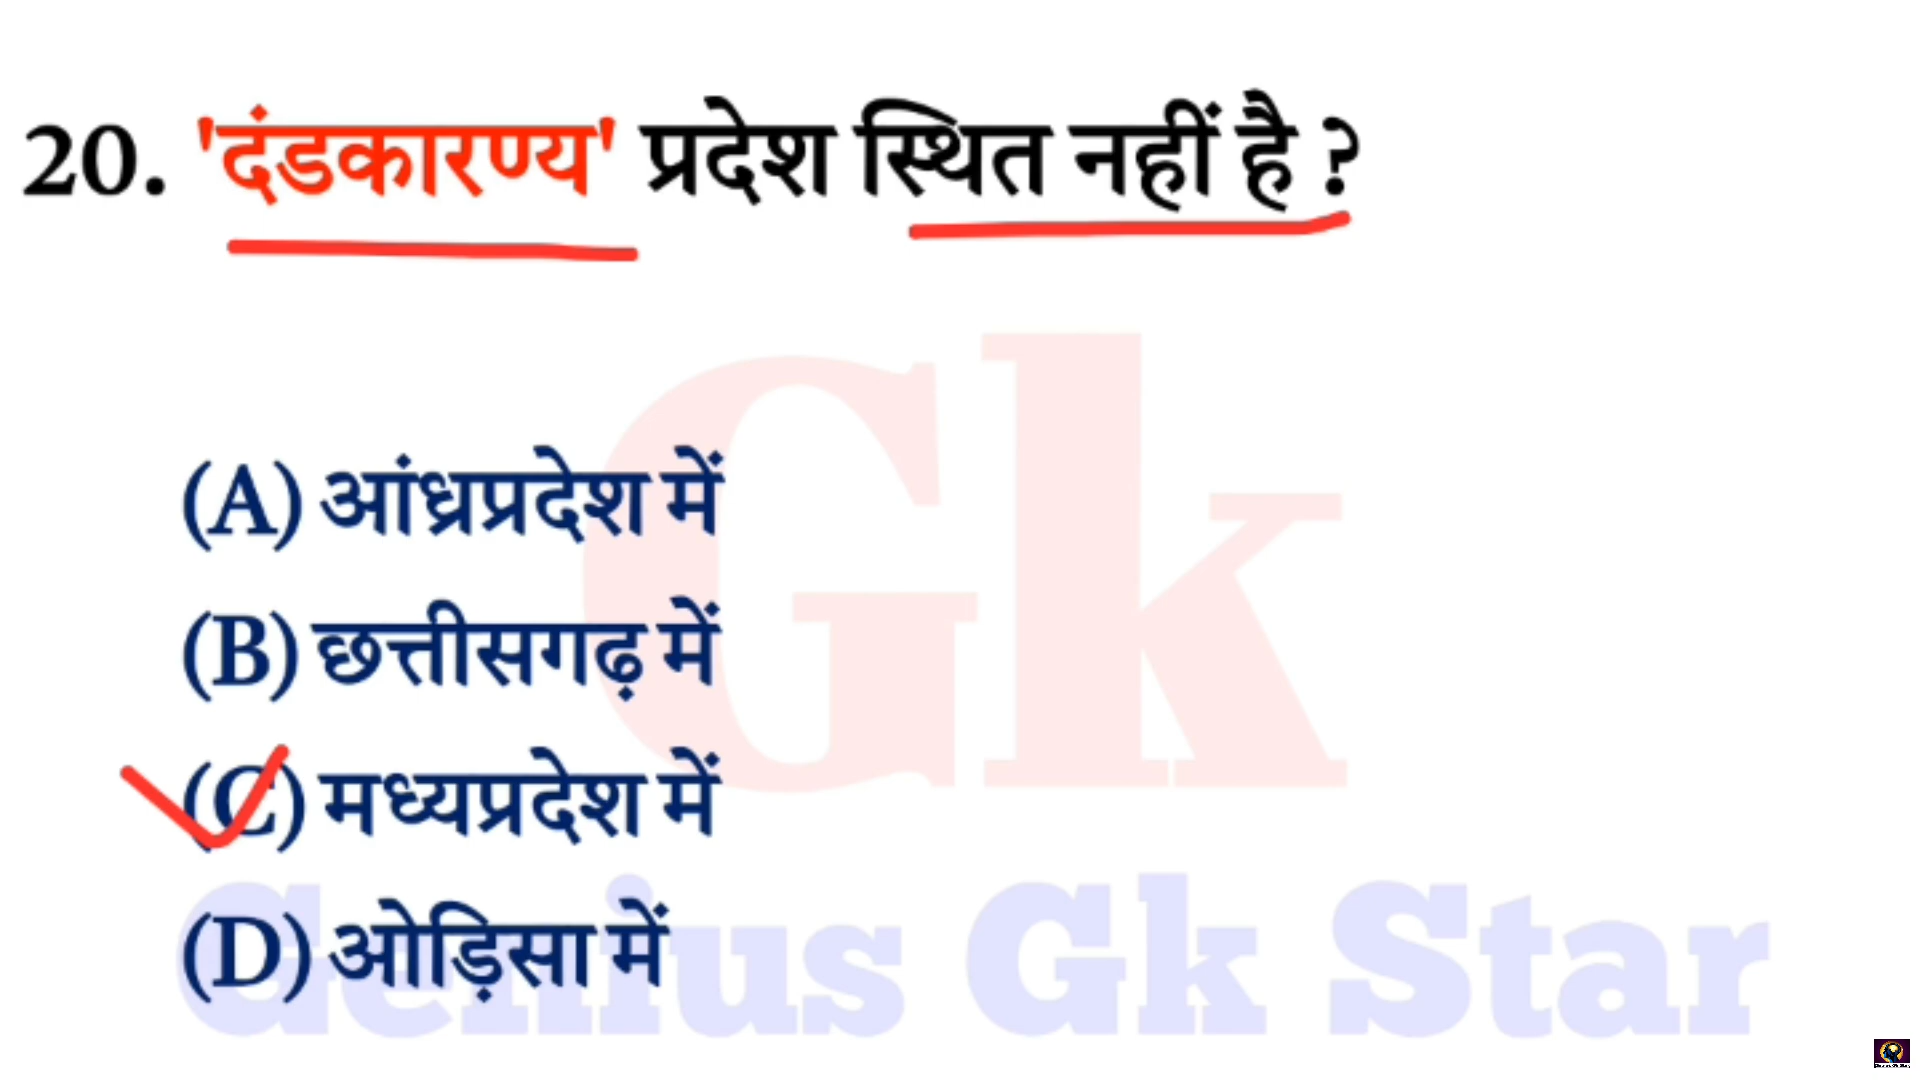 20. 'दंडकारण्य' प्रदेश स्थित नहीं है ?
Gk
(A) आंध्रप्रदेश में
(B) छत्तीसगढ़ में
(C) मध्यप्रदेश में
(D) ओड़िसा में
Genius Gk Star